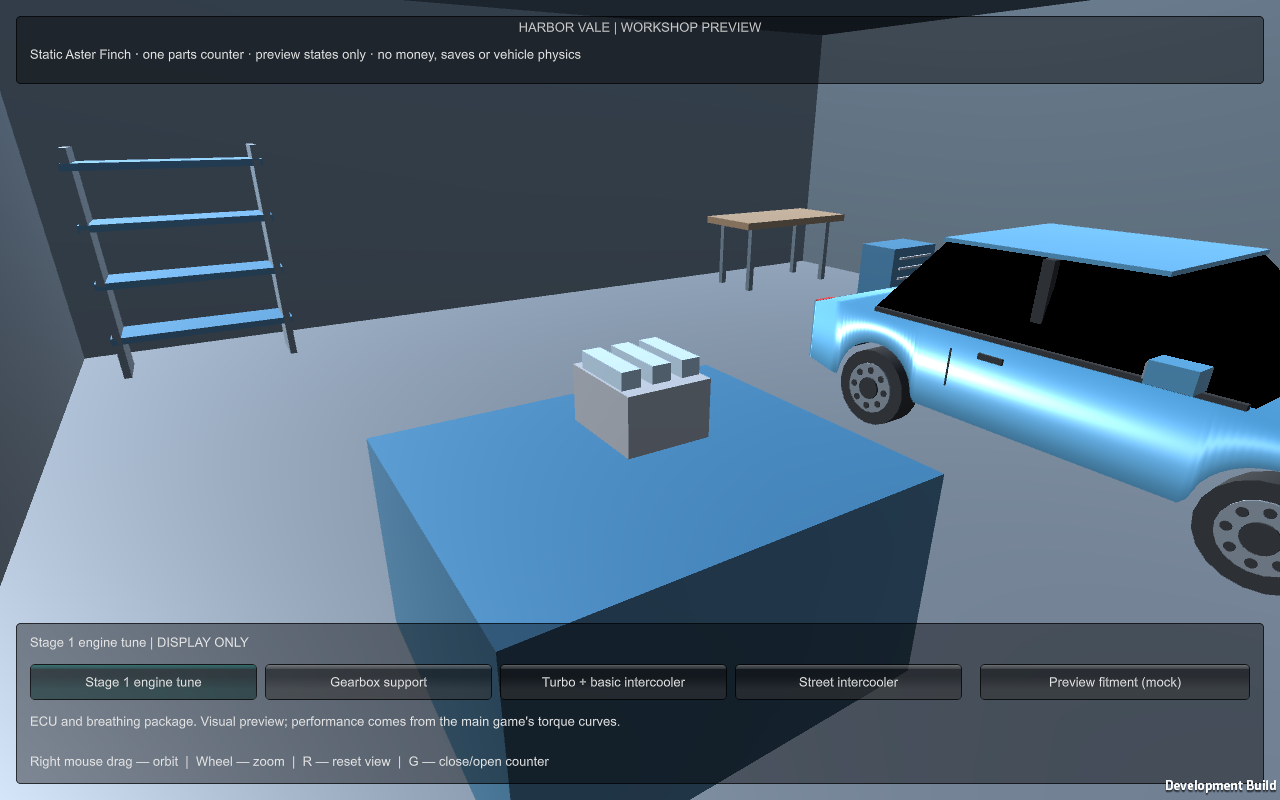 HARBOR VALE | WORKSHOP PREVIEW
Static Aster Finch · one parts counter · preview states only · no money, saves or vehicle physics
Stage 1 engine tune | DISPLAY ONLY
Stage 1 engine tune
Gearbox support
Turbo + basic intercooler
Street intercooler
Preview fitment (mock)
ECU and breathing package. Visual preview; performance comes from the main game's torque curves.
Right mouse drag — orbit | Wheel — zoom | R — reset view | G — close/open counter
Development Build